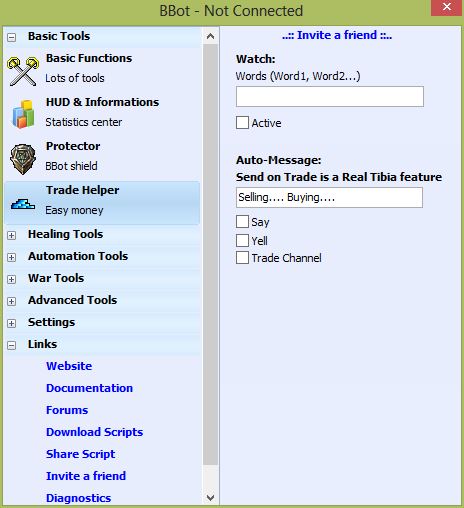 BBot - Not Connected
Basic Tools
Basic Functions
Lots of tools
HUD & Informations
Statistics center
Protector
BBot shield
Trade Helper
Easy money
Healing Tools
Automation Tools
War Tools
Advanced Tools
Settings
Links
Website
Documentation
Forums
Download Scripts
Share Script
Invite a friend
Diagnostics
..:: Invite a friend ::..
Watch:
Words (Word1, Word2...)
Active
Auto-Message:
Send on Trade is a Real Tibia feature
Selling.... Buying....
Say
Yell
Trade Channel